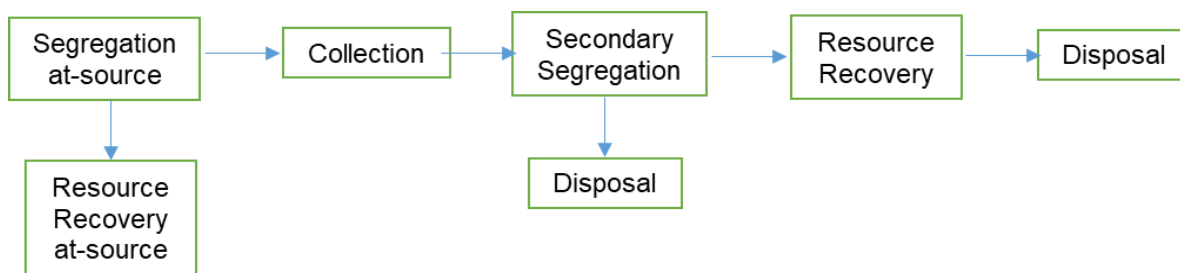 Segregation
at-source
Collection
Secondary
Segregation
Resource
Recovery
Disposal
Resource
Recovery
at-source
Disposal